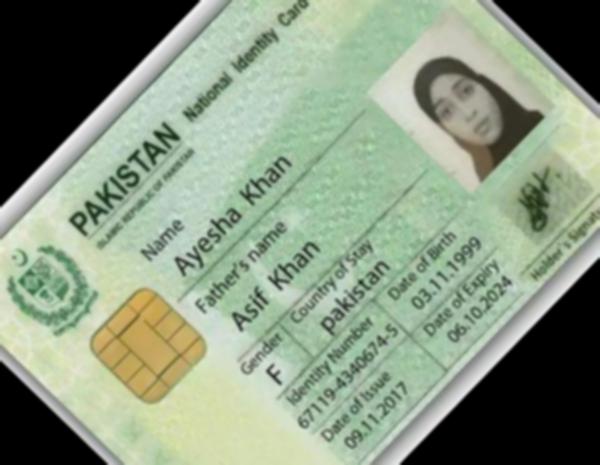 PAKISTAN National Identity Card
ISLAMIC REPUBLIC OF PAKISTAN
Name
Ayesha Khan
Father's name
Asif Khan
Gender Country of Stay
F pakistan
Identity Number Date of Birth
67119-4340674-5 03.11.1999
Date of Issue Date of Expiry
09.11.2017 06.10.2024
Holder's Signature